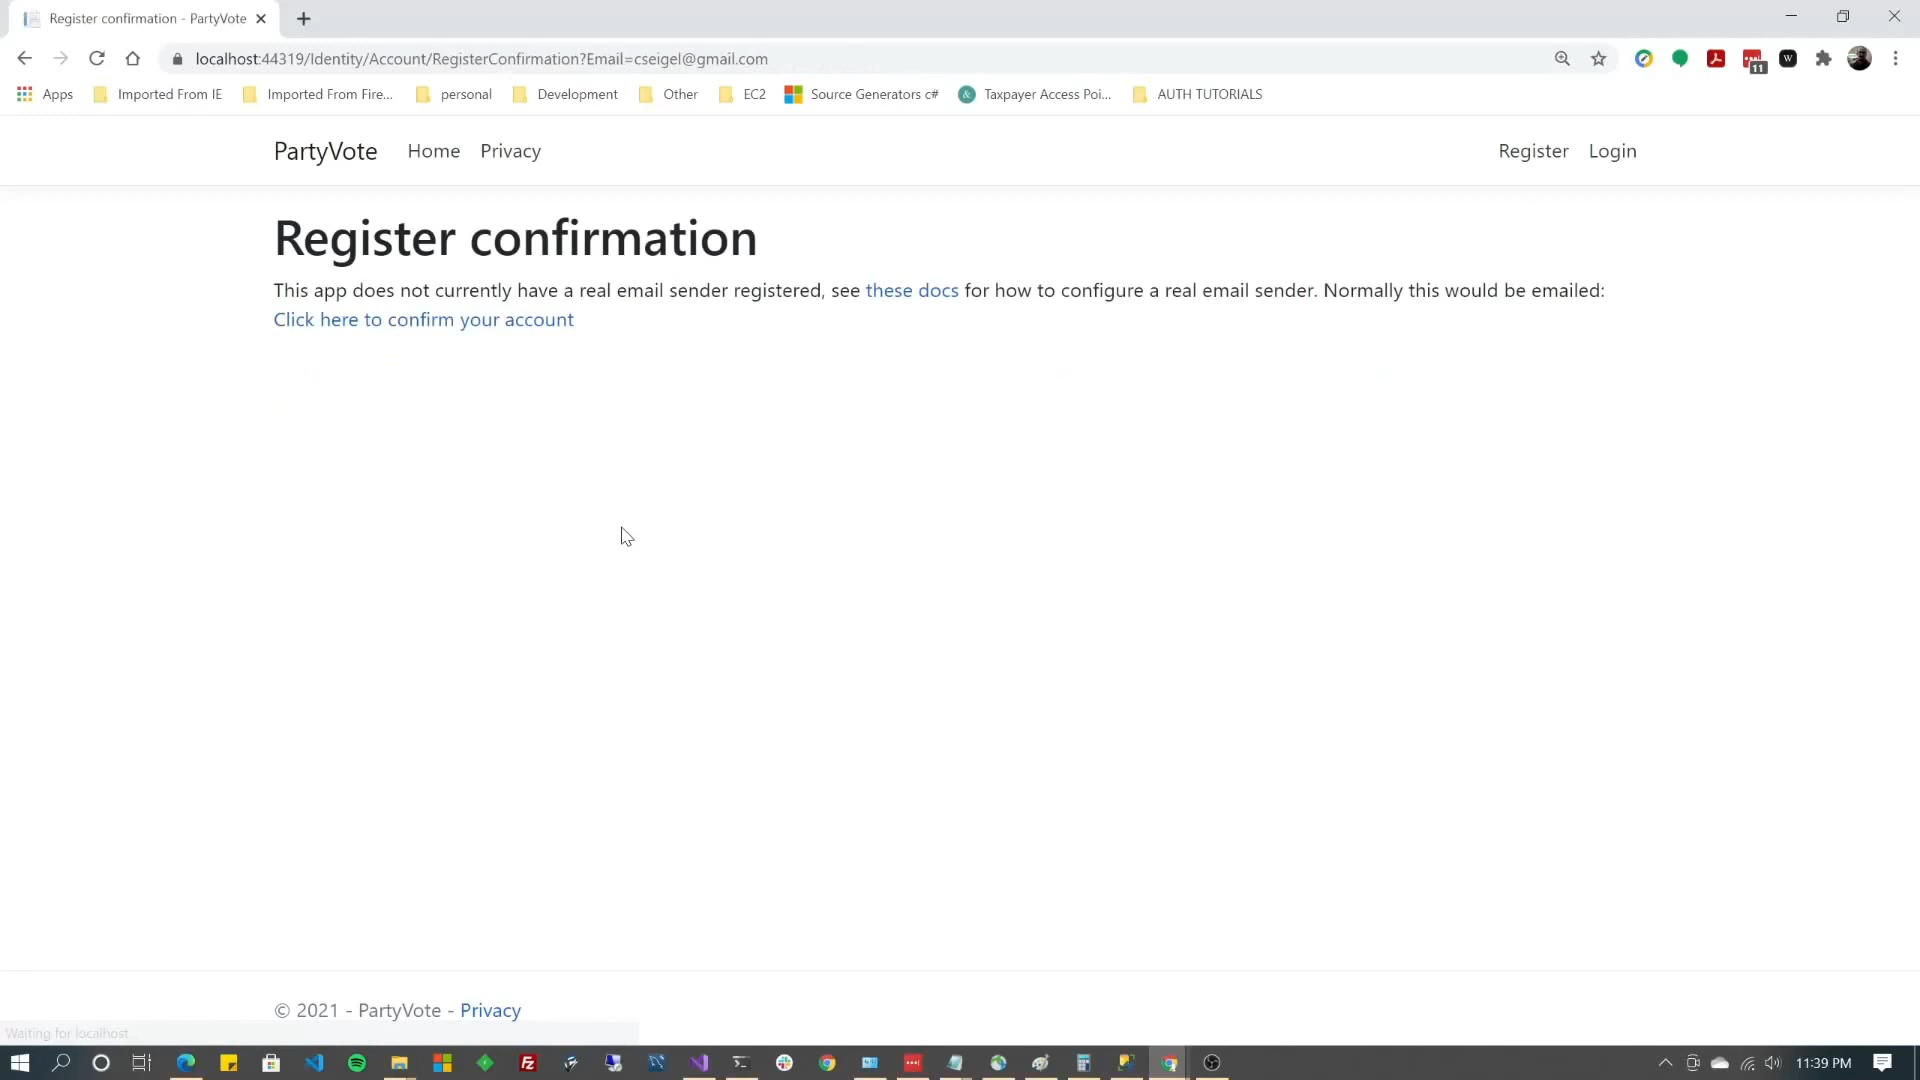 Register confirmation - PartyVote
localhost:44319/Identity/Account/RegisterConfirmation?Email=cseigel@gmail.com
11
W
Apps
Imported From IE
Imported From Fire...
personal
Development
Other
EC2
Source Generators c#
Taxpayer Access Poi...
AUTH TUTORIALS
PartyVote
Home
Privacy
Register
Login
Register confirmation
This app does not currently have a real email sender registered, see these docs for how to configure a real email sender. Normally this would be emailed:
Click here to confirm your account
© 2021 - PartyVote - Privacy
Waiting for localhost
11:39 PM